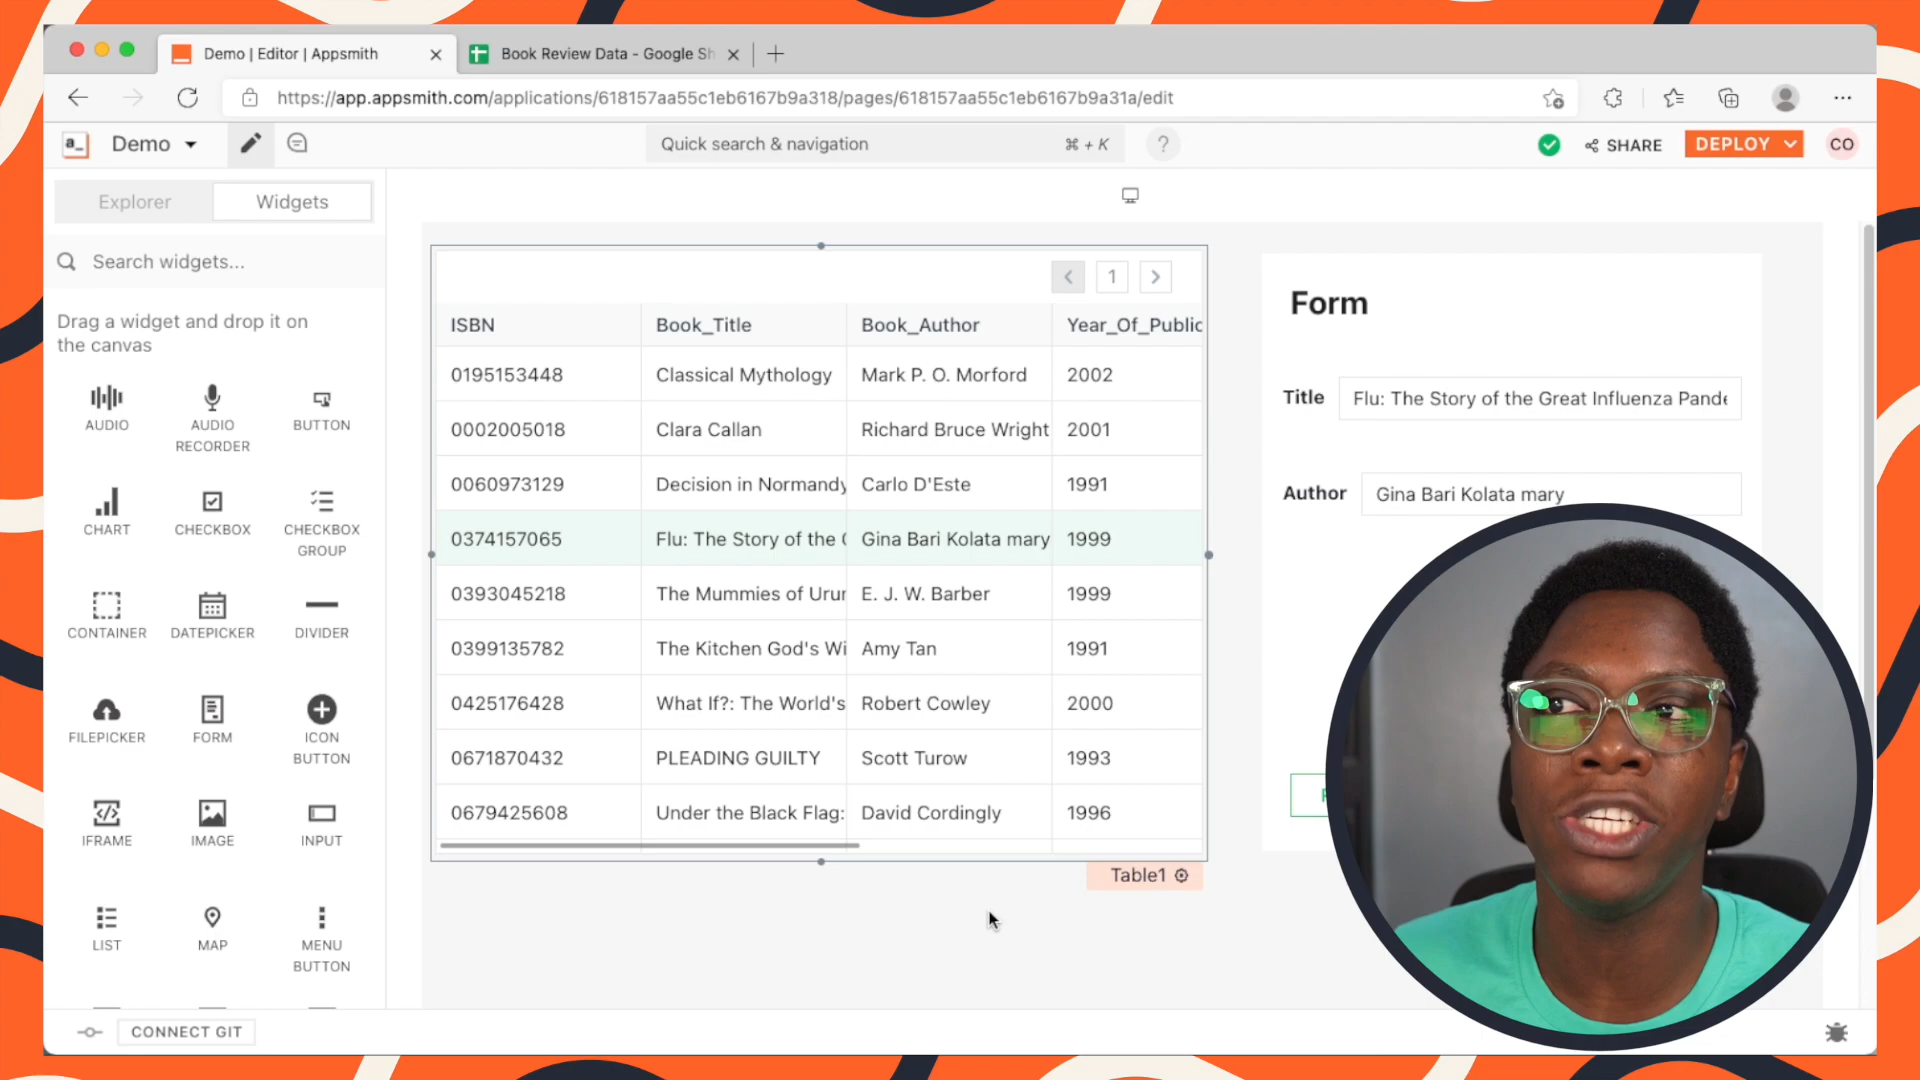 Demo | Editor | Appsmith
Book Review Data - Google Sh
https://app.appsmith.com/applications/618157aa55c1eb6167b9a318/pages/618157aa55c1eb6167b9a31a/edit
a_
Demo
Quick search & navigation
⌘ + K
?
SHARE
DEPLOY
CO
Explorer
Widgets
Search widgets...
Drag a widget and drop it on
the canvas
AUDIO
AUDIO
RECORDER
BUTTON
CHART
CHECKBOX
CHECKBOX
GROUP
CONTAINER
DATEPICKER
DIVIDER
FILEPICKER
FORM
ICON
BUTTON
IFRAME
IMAGE
INPUT
LIST
MAP
MENU
BUTTON
CONNECT GIT
1
ISBN Book_Title Book_Author Year_Of_Public
0195153448 Classical Mythology Mark P. O. Morford 2002
0002005018 Clara Callan Richard Bruce Wright 2001
0060973129 Decision in Normandy Carlo D'Este 1991
0374157065 Flu: The Story of the Gina Bari Kolata mary 1999
0393045218 The Mummies of Urur E. J. W. Barber 1999
0399135782 The Kitchen God's Wi Amy Tan 1991
0425176428 What If?: The World's Robert Cowley 2000
0671870432 PLEADING GUILTY Scott Turow 1993
0679425608 Under the Black Flag: David Cordingly 1996
Table1
Form
Title Flu: The Story of the Great Influenza Pande
Author Gina Bari Kolata mary